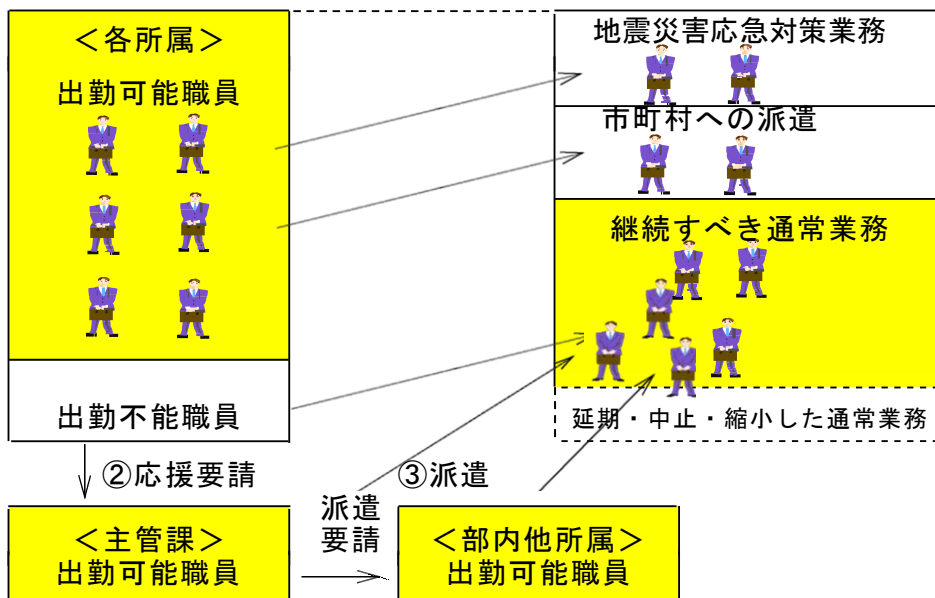 ＜各所属＞
出勤可能職員
出勤不能職員
地震災害応急対策業務
市町村への派遣
継続すべき通常業務
延期・中止・縮小した通常業務
②応援要請
③派遣
派遣
要請
＜主管課＞
出勤可能職員
＜部内他所属＞
出勤可能職員